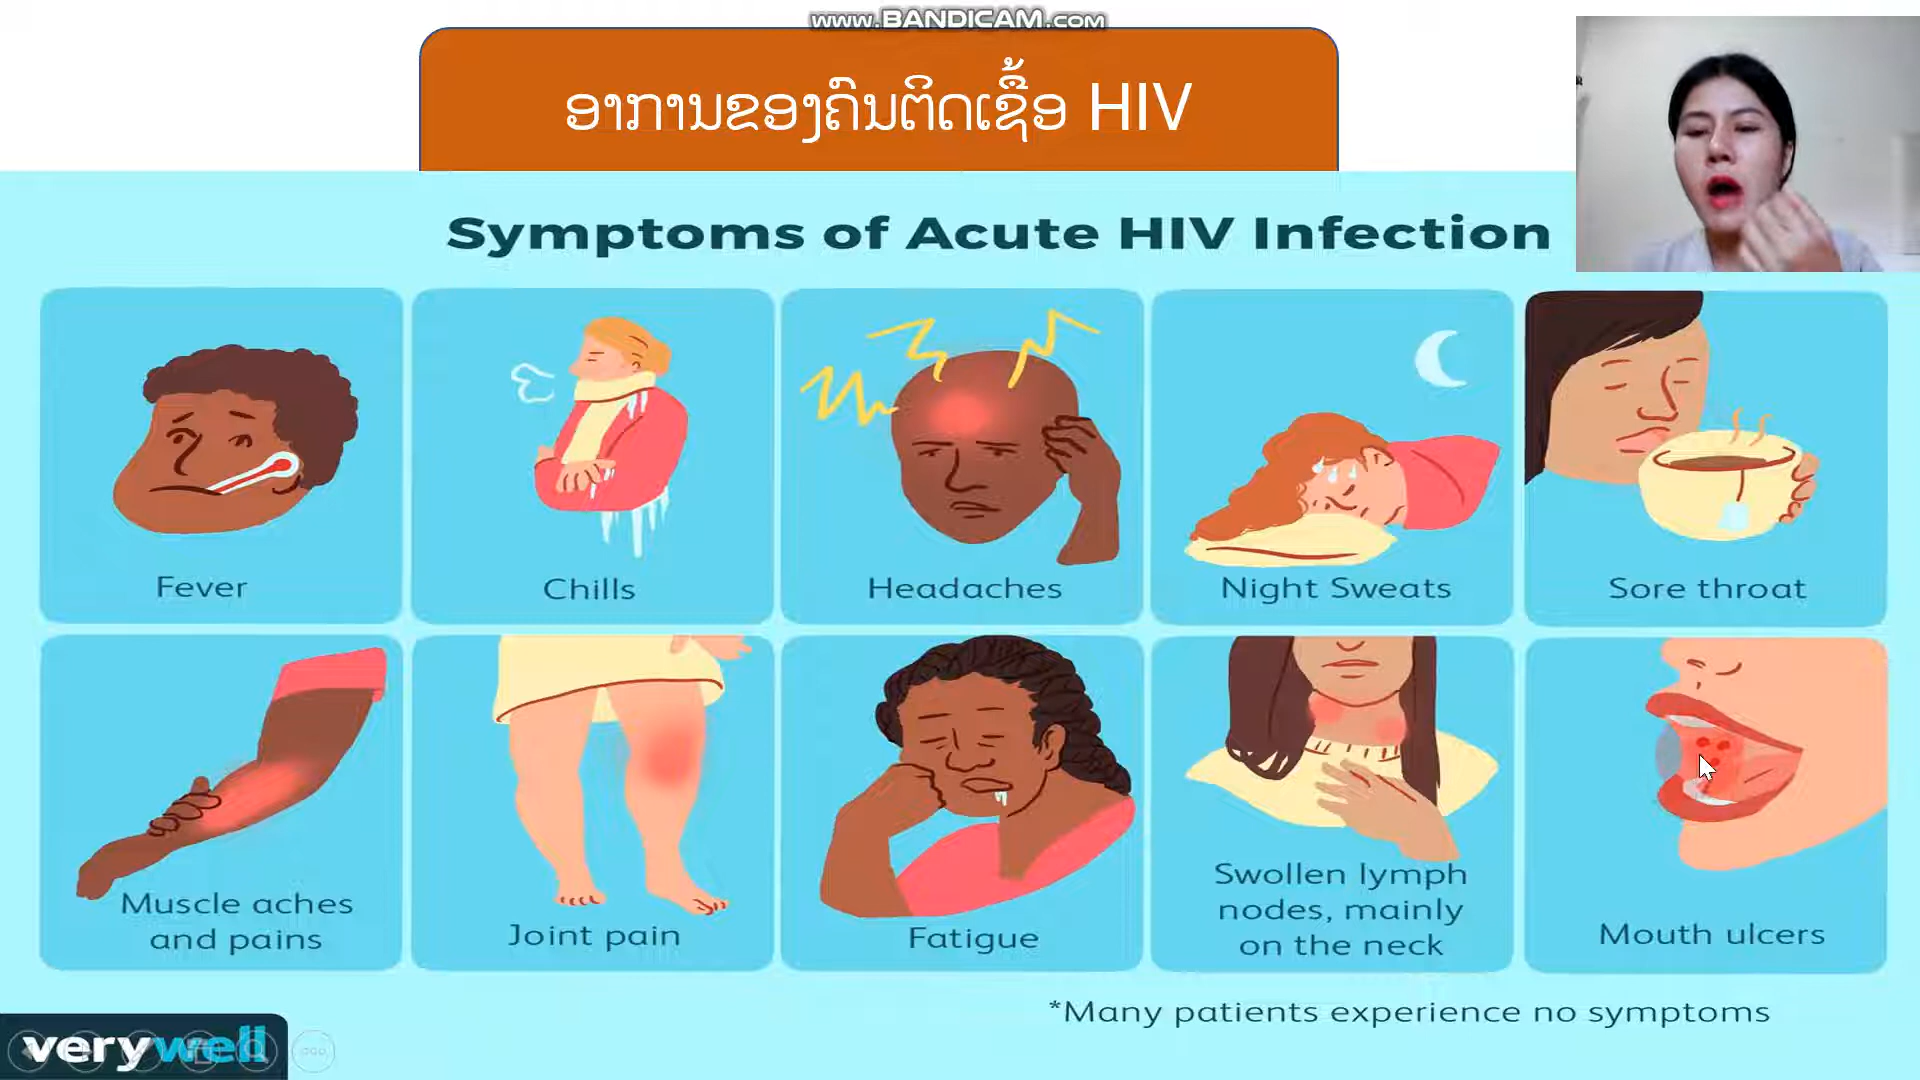 www.BANDICAM.com
ອາການຂອງຄົນຕິດເຊື້ອ HIV
Symptoms of Acute HIV Infection
Fever
Chills
Headaches
Night Sweats
Sore throat
Muscle aches
and pains
Joint pain
Fatigue
Swollen lymph
nodes, mainly
on the neck
Mouth ulcers
*Many patients experience no symptoms
verywell